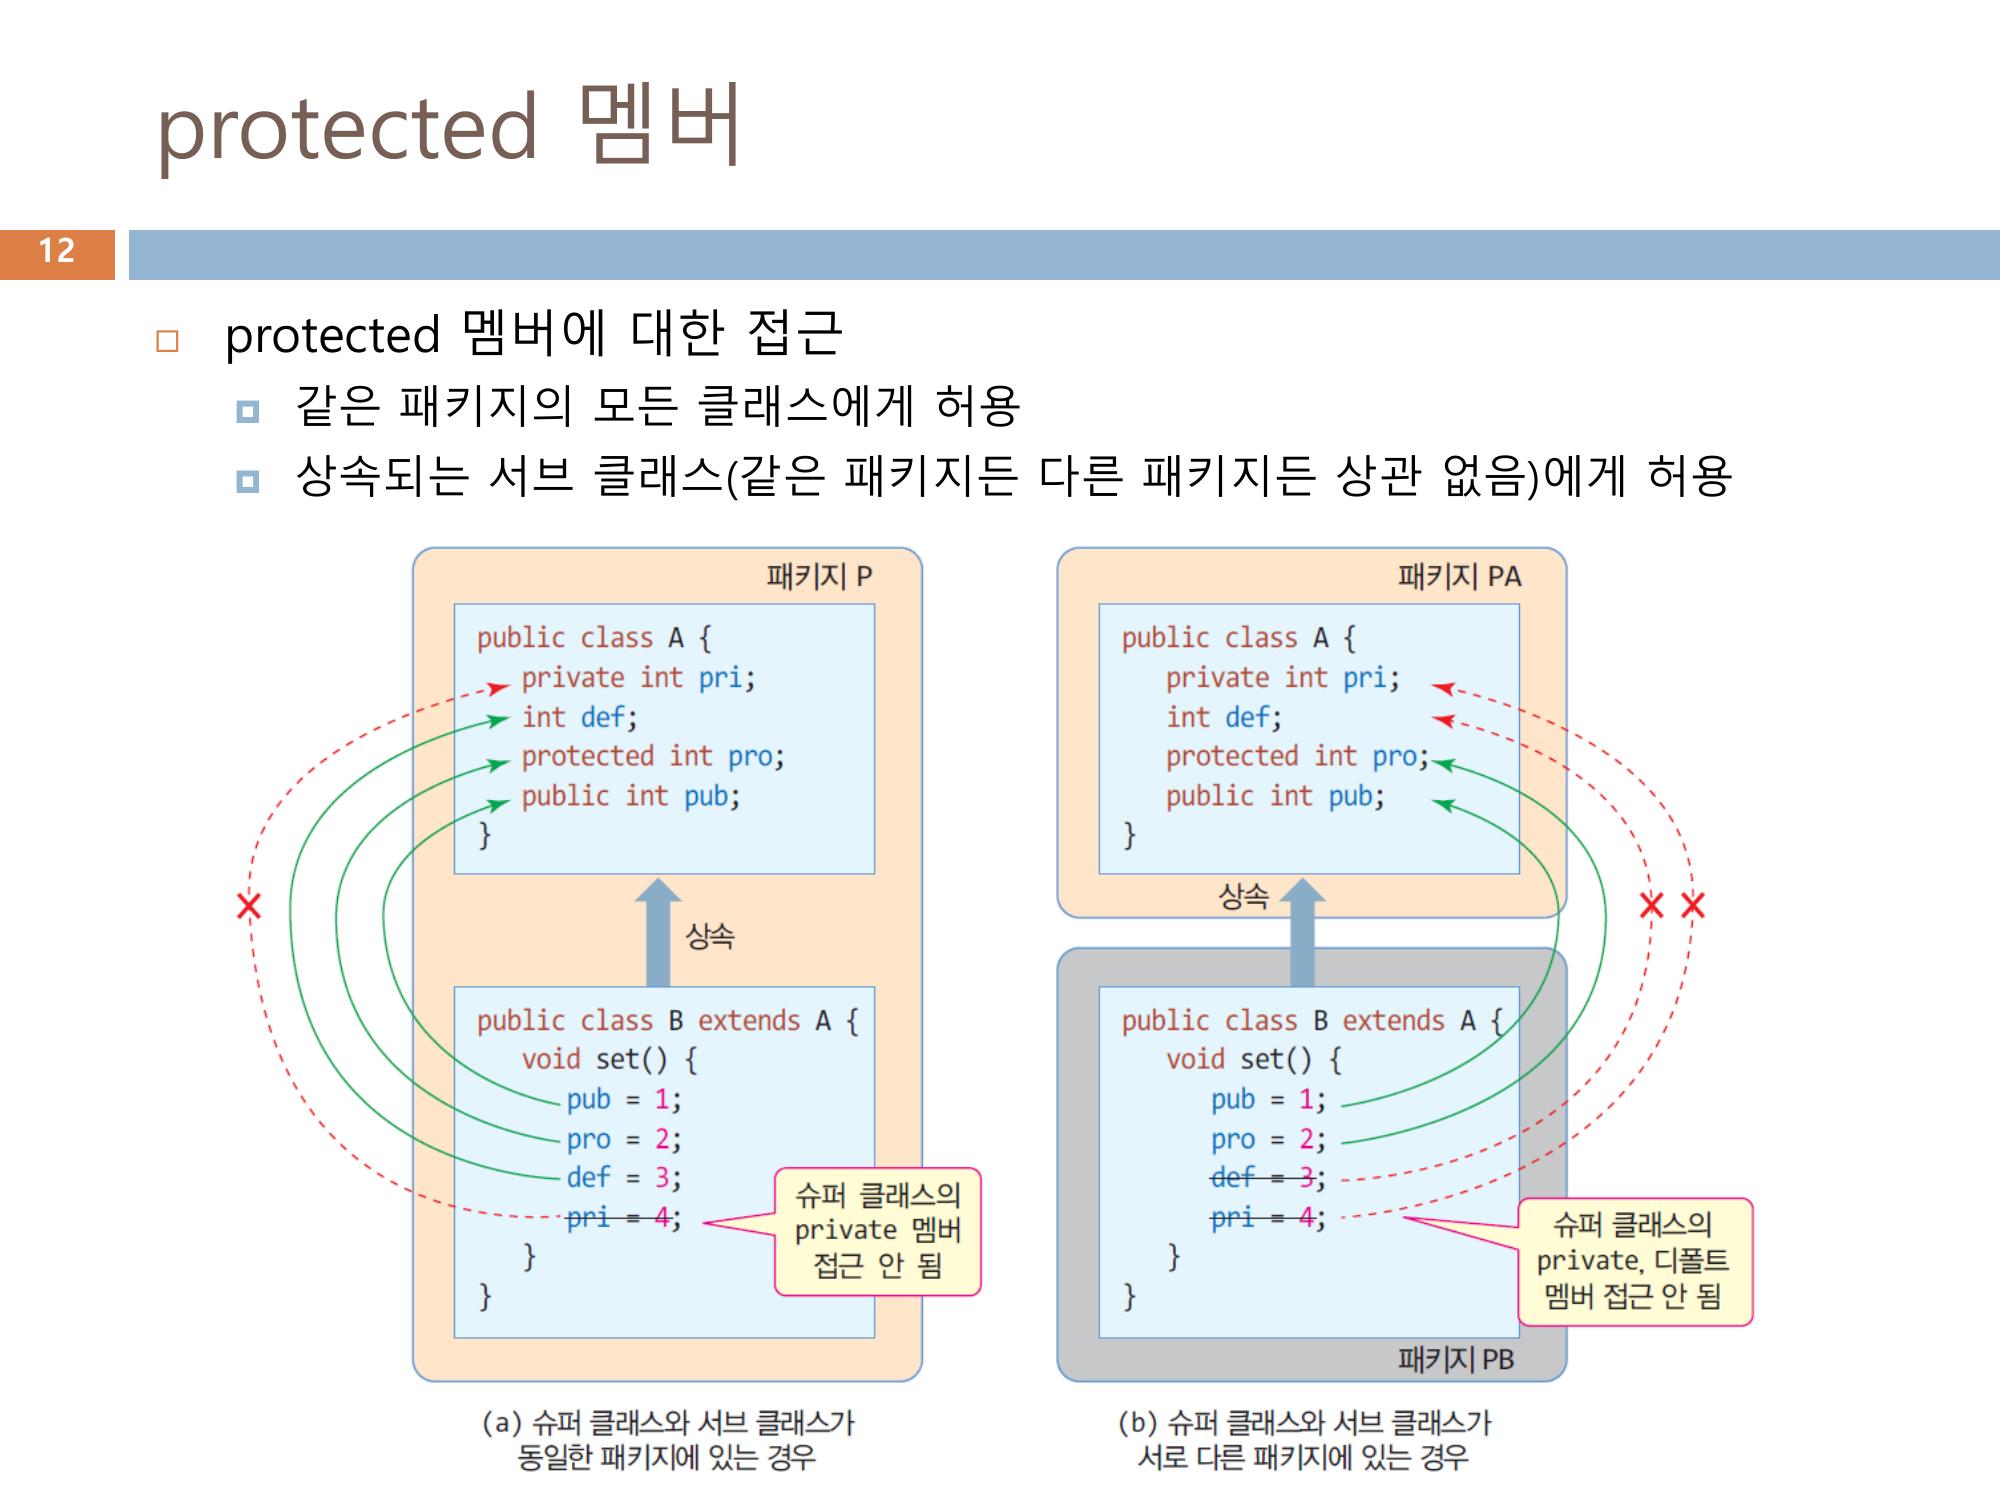 protected 멤버
12
protected 멤버에 대한 접근
같은 패키지의 모든 클래스에게 허용
상속되는 서브 클래스(같은 패키지든 다른 패키지든 상관 없음)에게 허용
패키지 P
public class A {
private int pri;
int def;
protected int pro;
public int pub;
}
상속
public class B extends A {
void set() {
pub = 1;
pro = 2;
def = 3;
pri = 4;
}
}
슈퍼 클래스의
private 멤버
접근 안 됨
(a) 슈퍼 클래스와 서브 클래스가
동일한 패키지에 있는 경우
패키지 PA
public class A {
private int pri;
int def;
protected int pro;
public int pub;
}
상속
public class B extends A {
void set() {
pub = 1;
pro = 2;
def = 3;
pri = 4;
}
}
슈퍼 클래스의
private, 디폴트
멤버 접근 안 됨
패키지 PB
(b) 슈퍼 클래스와 서브 클래스가
서로 다른 패키지에 있는 경우